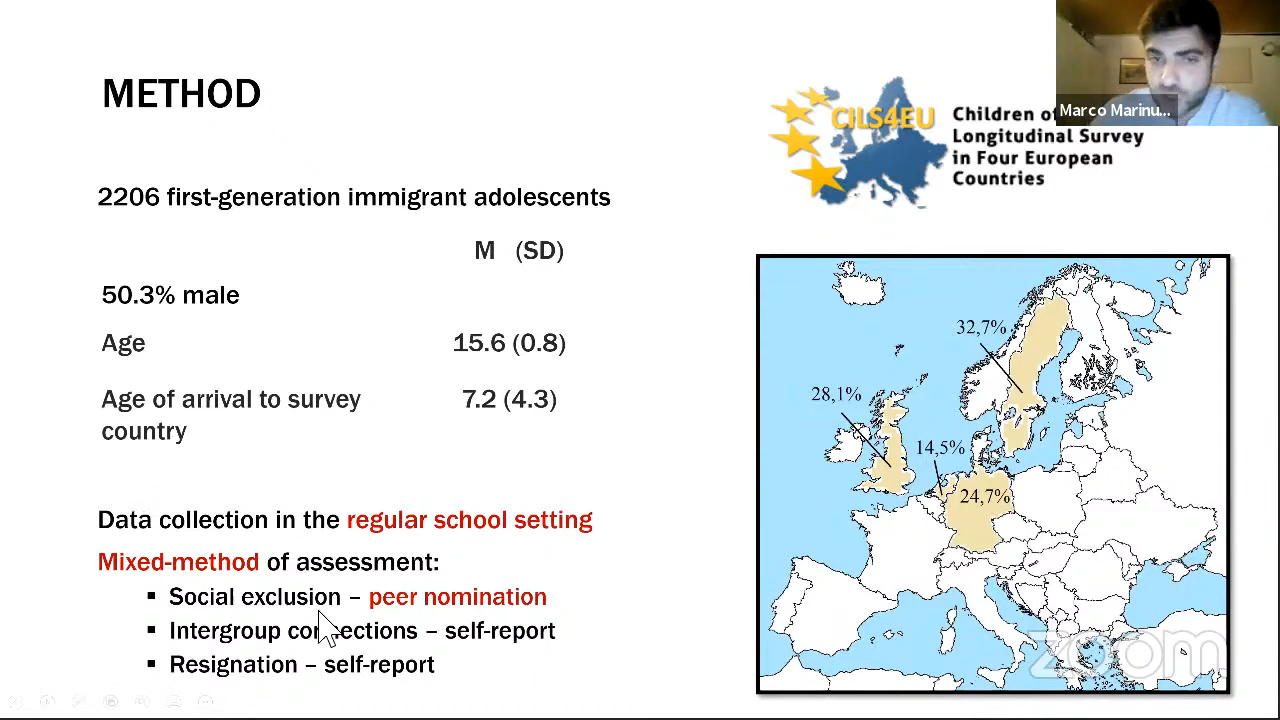 METHOD
2206 first-generation immigrant adolescents
M (SD)
50.3% male
Age 15.6 (0.8)
Age of arrival to survey 7.2 (4.3)
country
Data collection in the regular school setting
Mixed-method of assessment:
▪ Social exclusion – peer nomination
▪ Intergroup connections – self-report
▪ Resignation – self-report
CILS4EU
Children of
Longitudinal Survey
in Four European
Countries
Marco Marinu...
32,7%
28,1%
14,5%
24,7%
zoom